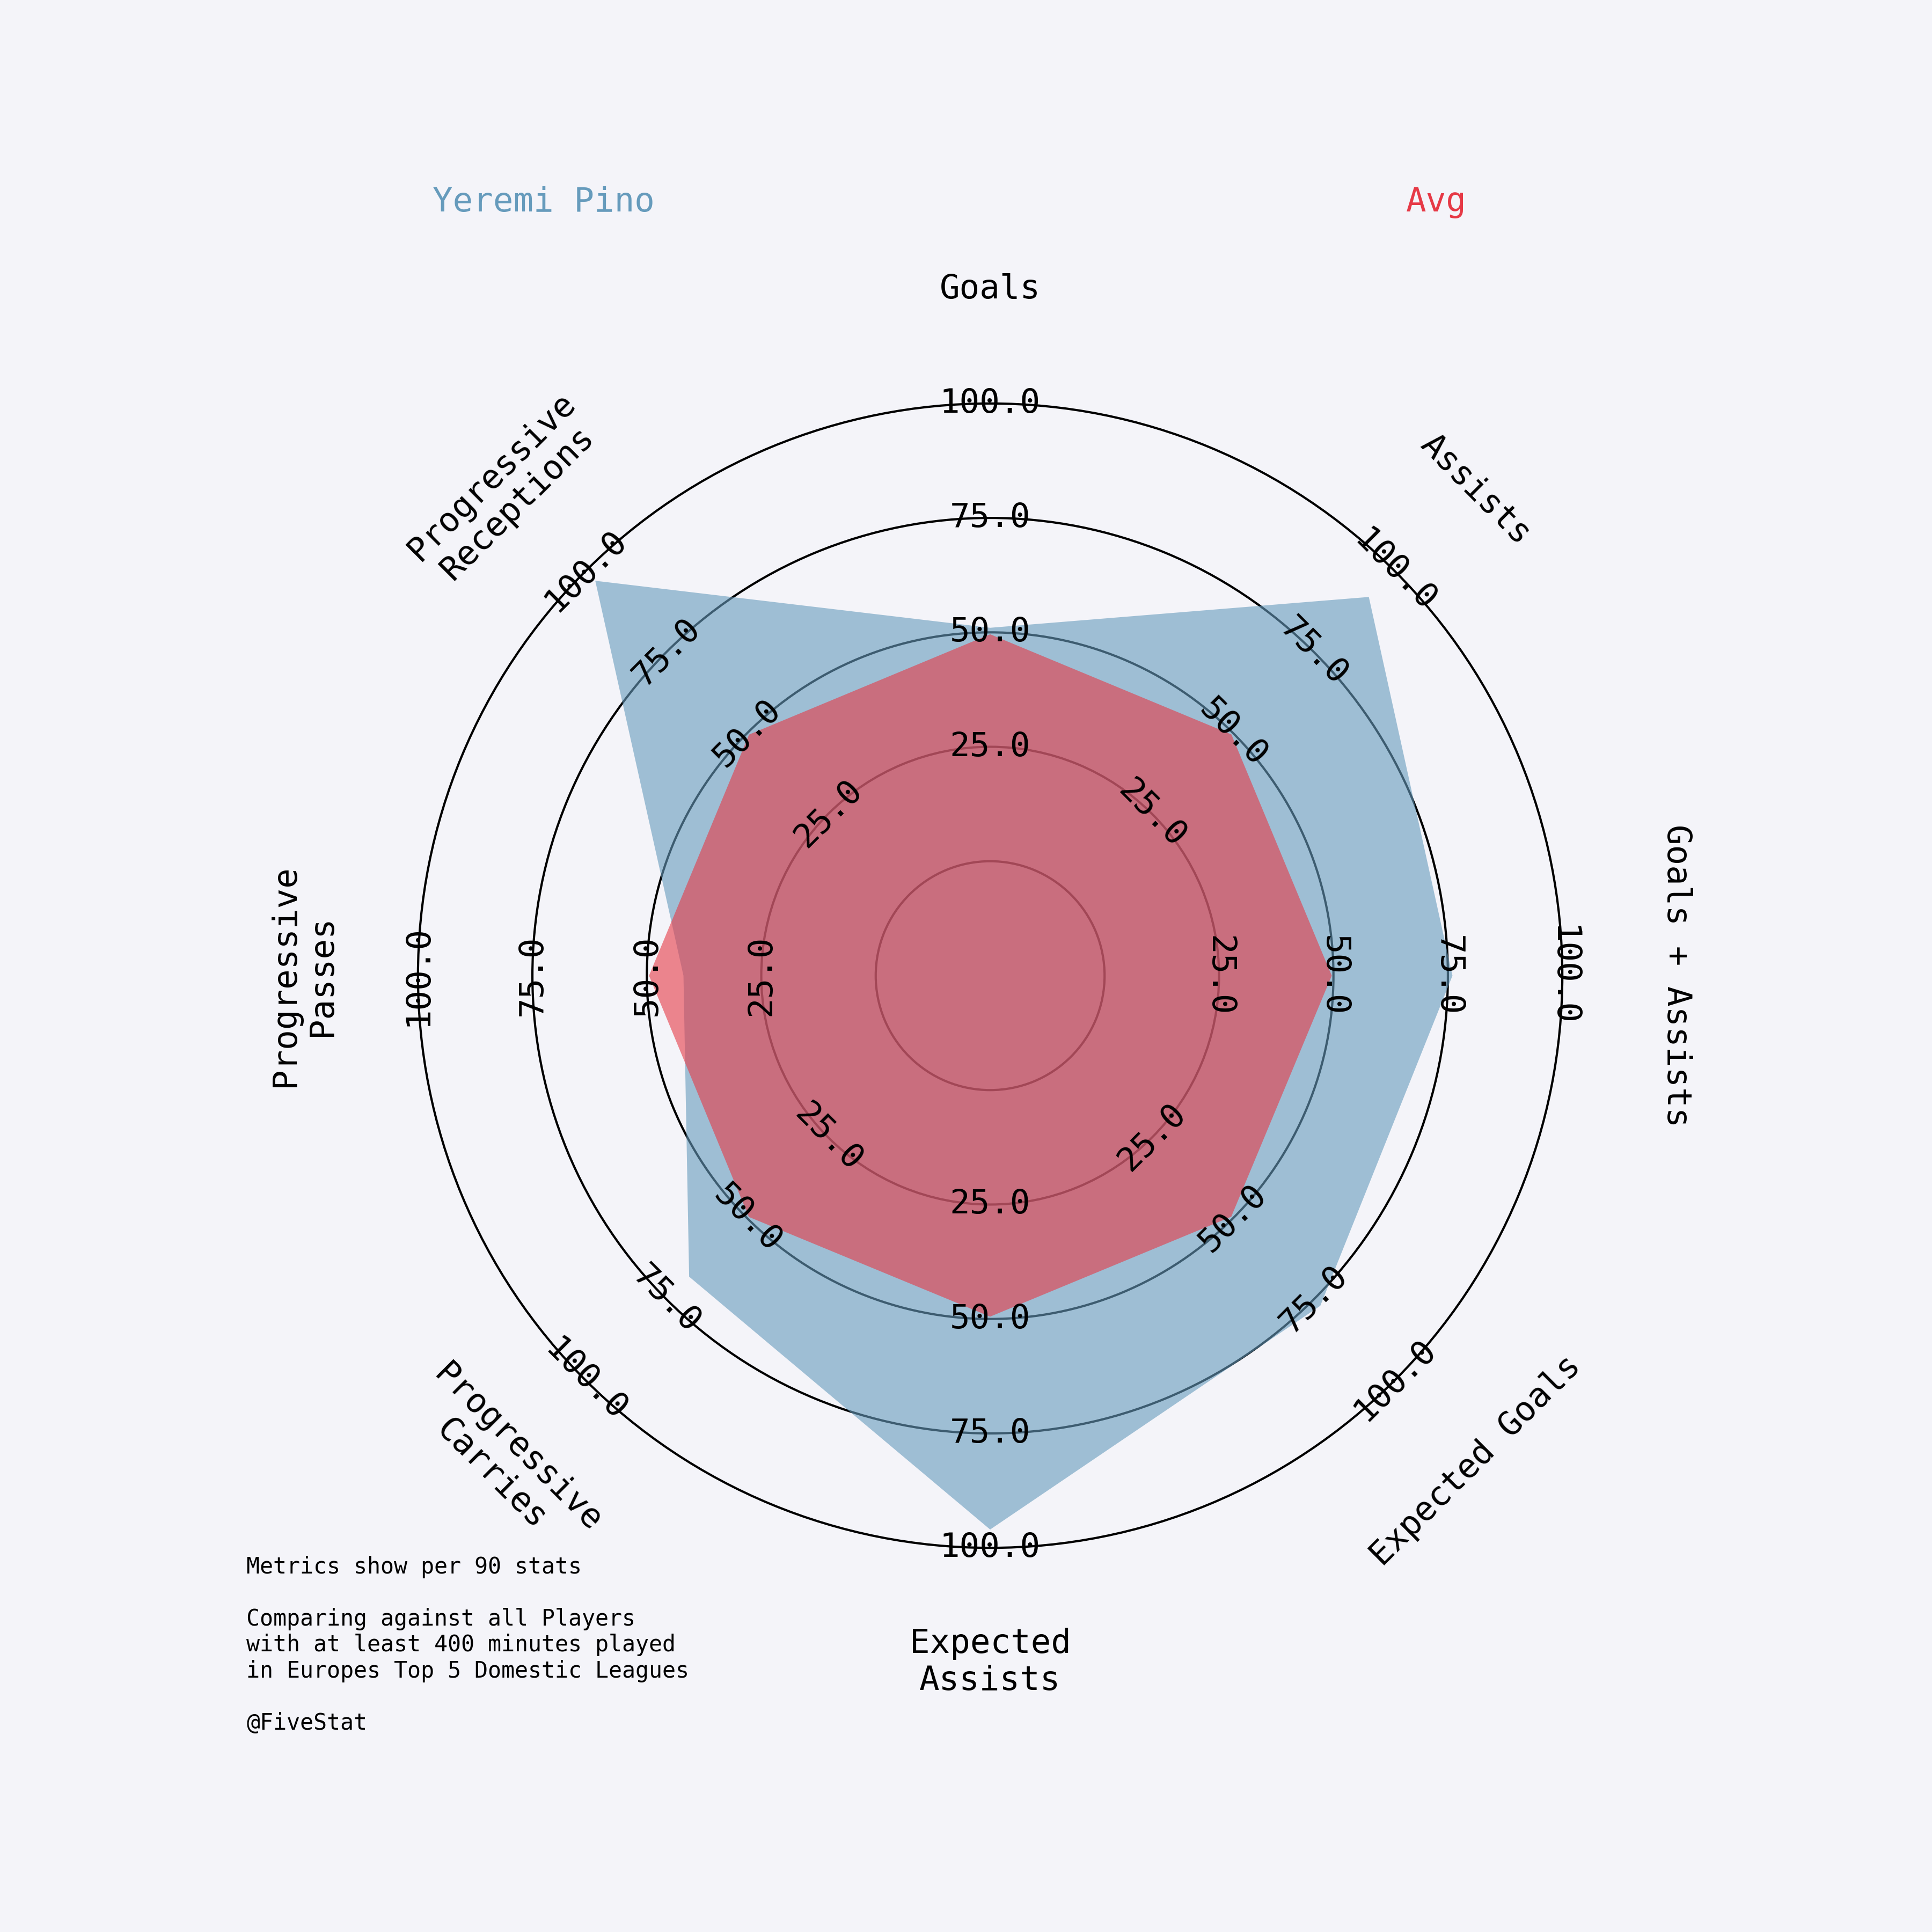 Yeremi Pino
Avg
Goals
Assists
Goals + Assists
Expected Goals
Expected
Assists
Progressive
Carries
Progressive
Passes
Progressive
Receptions
25.0
50.0
75.0
100.0
25.0
50.0
75.0
100.0
25.0
50.0
75.0
100.0
25.0
50.0
75.0
100.0
25.0
50.0
75.0
100.0
25.0
50.0
75.0
100.0
25.0
50.0
75.0
100.0
25.0
50.0
75.0
100.0
Metrics show per 90 stats
Comparing against all Players
with at least 400 minutes played
in Europes Top 5 Domestic Leagues
@FiveStat